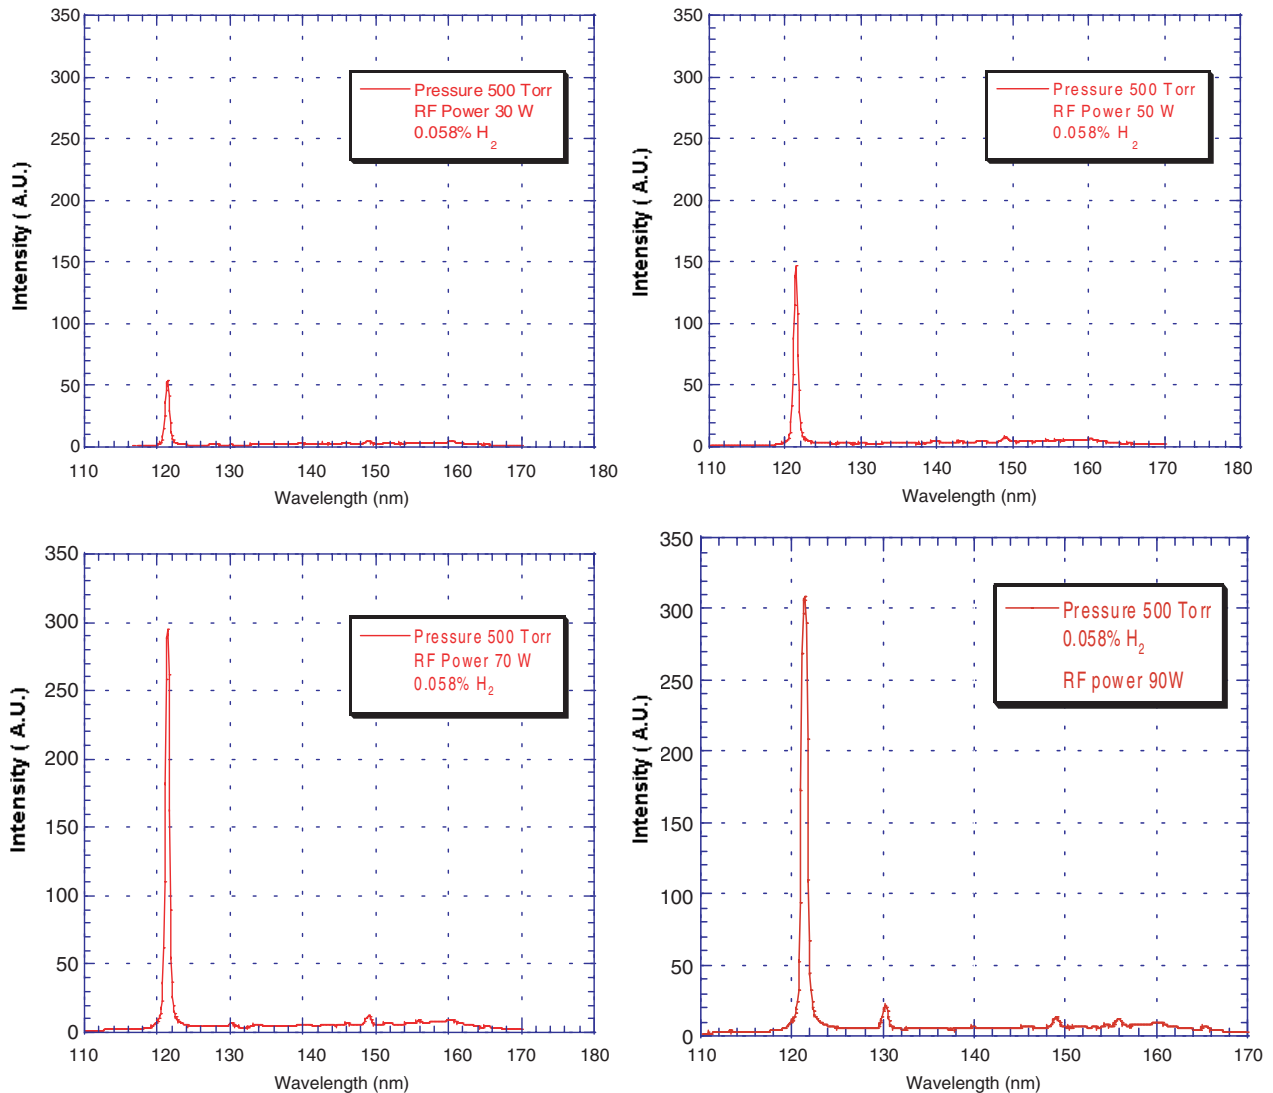 350
300
250
200
150
100
50
0
Intensity ( A.U.)
Pressure 500 Torr
RF Power 30 W
0.058% H2
110 120 130 140 150 160 170 180
Wavelength (nm)
350
300
250
200
150
100
50
0
Intensity ( A.U.)
Pressure 500 Torr
RF Power 50 W
0.058% H2
110 120 130 140 150 160 170 180
Wavelength (nm)
350
300
250
200
150
100
50
0
Intensity ( A.U.)
Pressure 500 Torr
RF Power 70 W
0.058% H2
110 120 130 140 150 160 170 180
Wavelength (nm)
350
300
250
200
150
100
50
0
Intensity ( A.U.)
Pressure 500 Torr
0.058% H2
RF power 90W
110 120 130 140 150 160 170
Wavelength (nm)